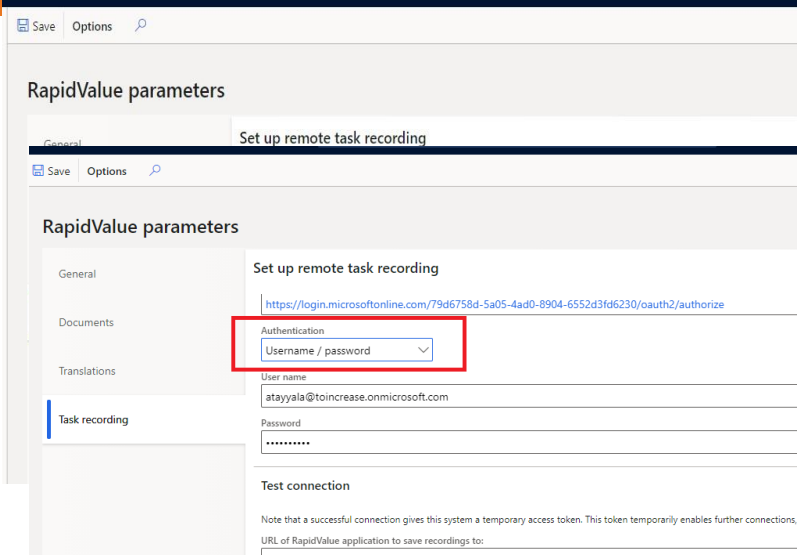 Save Options
RapidValue parameters
General
Set up remote task recording
Save Options
RapidValue parameters
General
Documents
Translations
Task recording
Set up remote task recording
https://login.microsoftonline.com/79d6758d-5a05-4ad0-8904-6552d3fd6230/oauth2/authorize
Authentication
Username / password
User name
atayyala@toincrease.onmicrosoft.com
Password
••••••••••
Test connection
Note that a successful connection gives this system a temporary access token. This token temporarily enables further connections,
URL of RapidValue application to save recordings to: